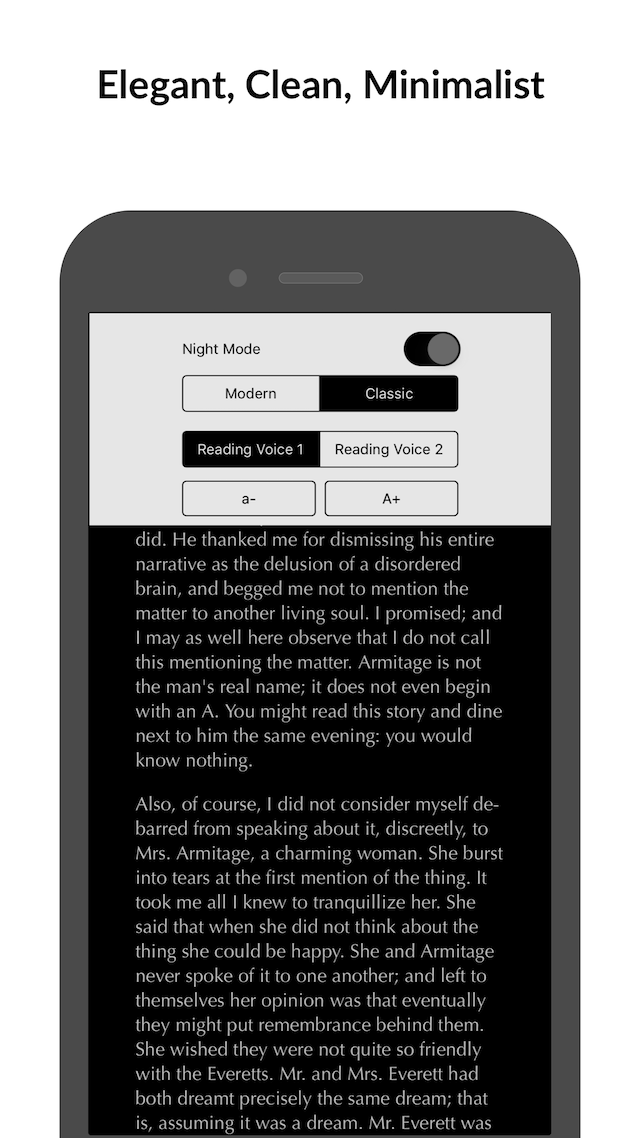 Elegant, Clean, Minimalist
Night Mode
Modern
Classic
Reading Voice 1
Reading Voice 2
a-
A+
did. He thanked me for dismissing his entire
narrative as the delusion of a disordered
brain, and begged me not to mention the
matter to another living soul. I promised; and
I may as well here observe that I do not call
this mentioning the matter. Armitage is not
the man's real name; it does not even begin
with an A. You might read this story and dine
next to him the same evening: you would
know nothing.
Also, of course, I did not consider myself de-
barred from speaking about it, discreetly, to
Mrs. Armitage, a charming woman. She burst
into tears at the first mention of the thing. It
took me all I knew to tranquillize her. She
said that when she did not think about the
thing she could be happy. She and Armitage
never spoke of it to one another; and left to
themselves her opinion was that eventually
they might put remembrance behind them.
She wished they were not quite so friendly
with the Everetts. Mr. and Mrs. Everett had
both dreamt precisely the same dream; that
is, assuming it was a dream. Mr. Everett was